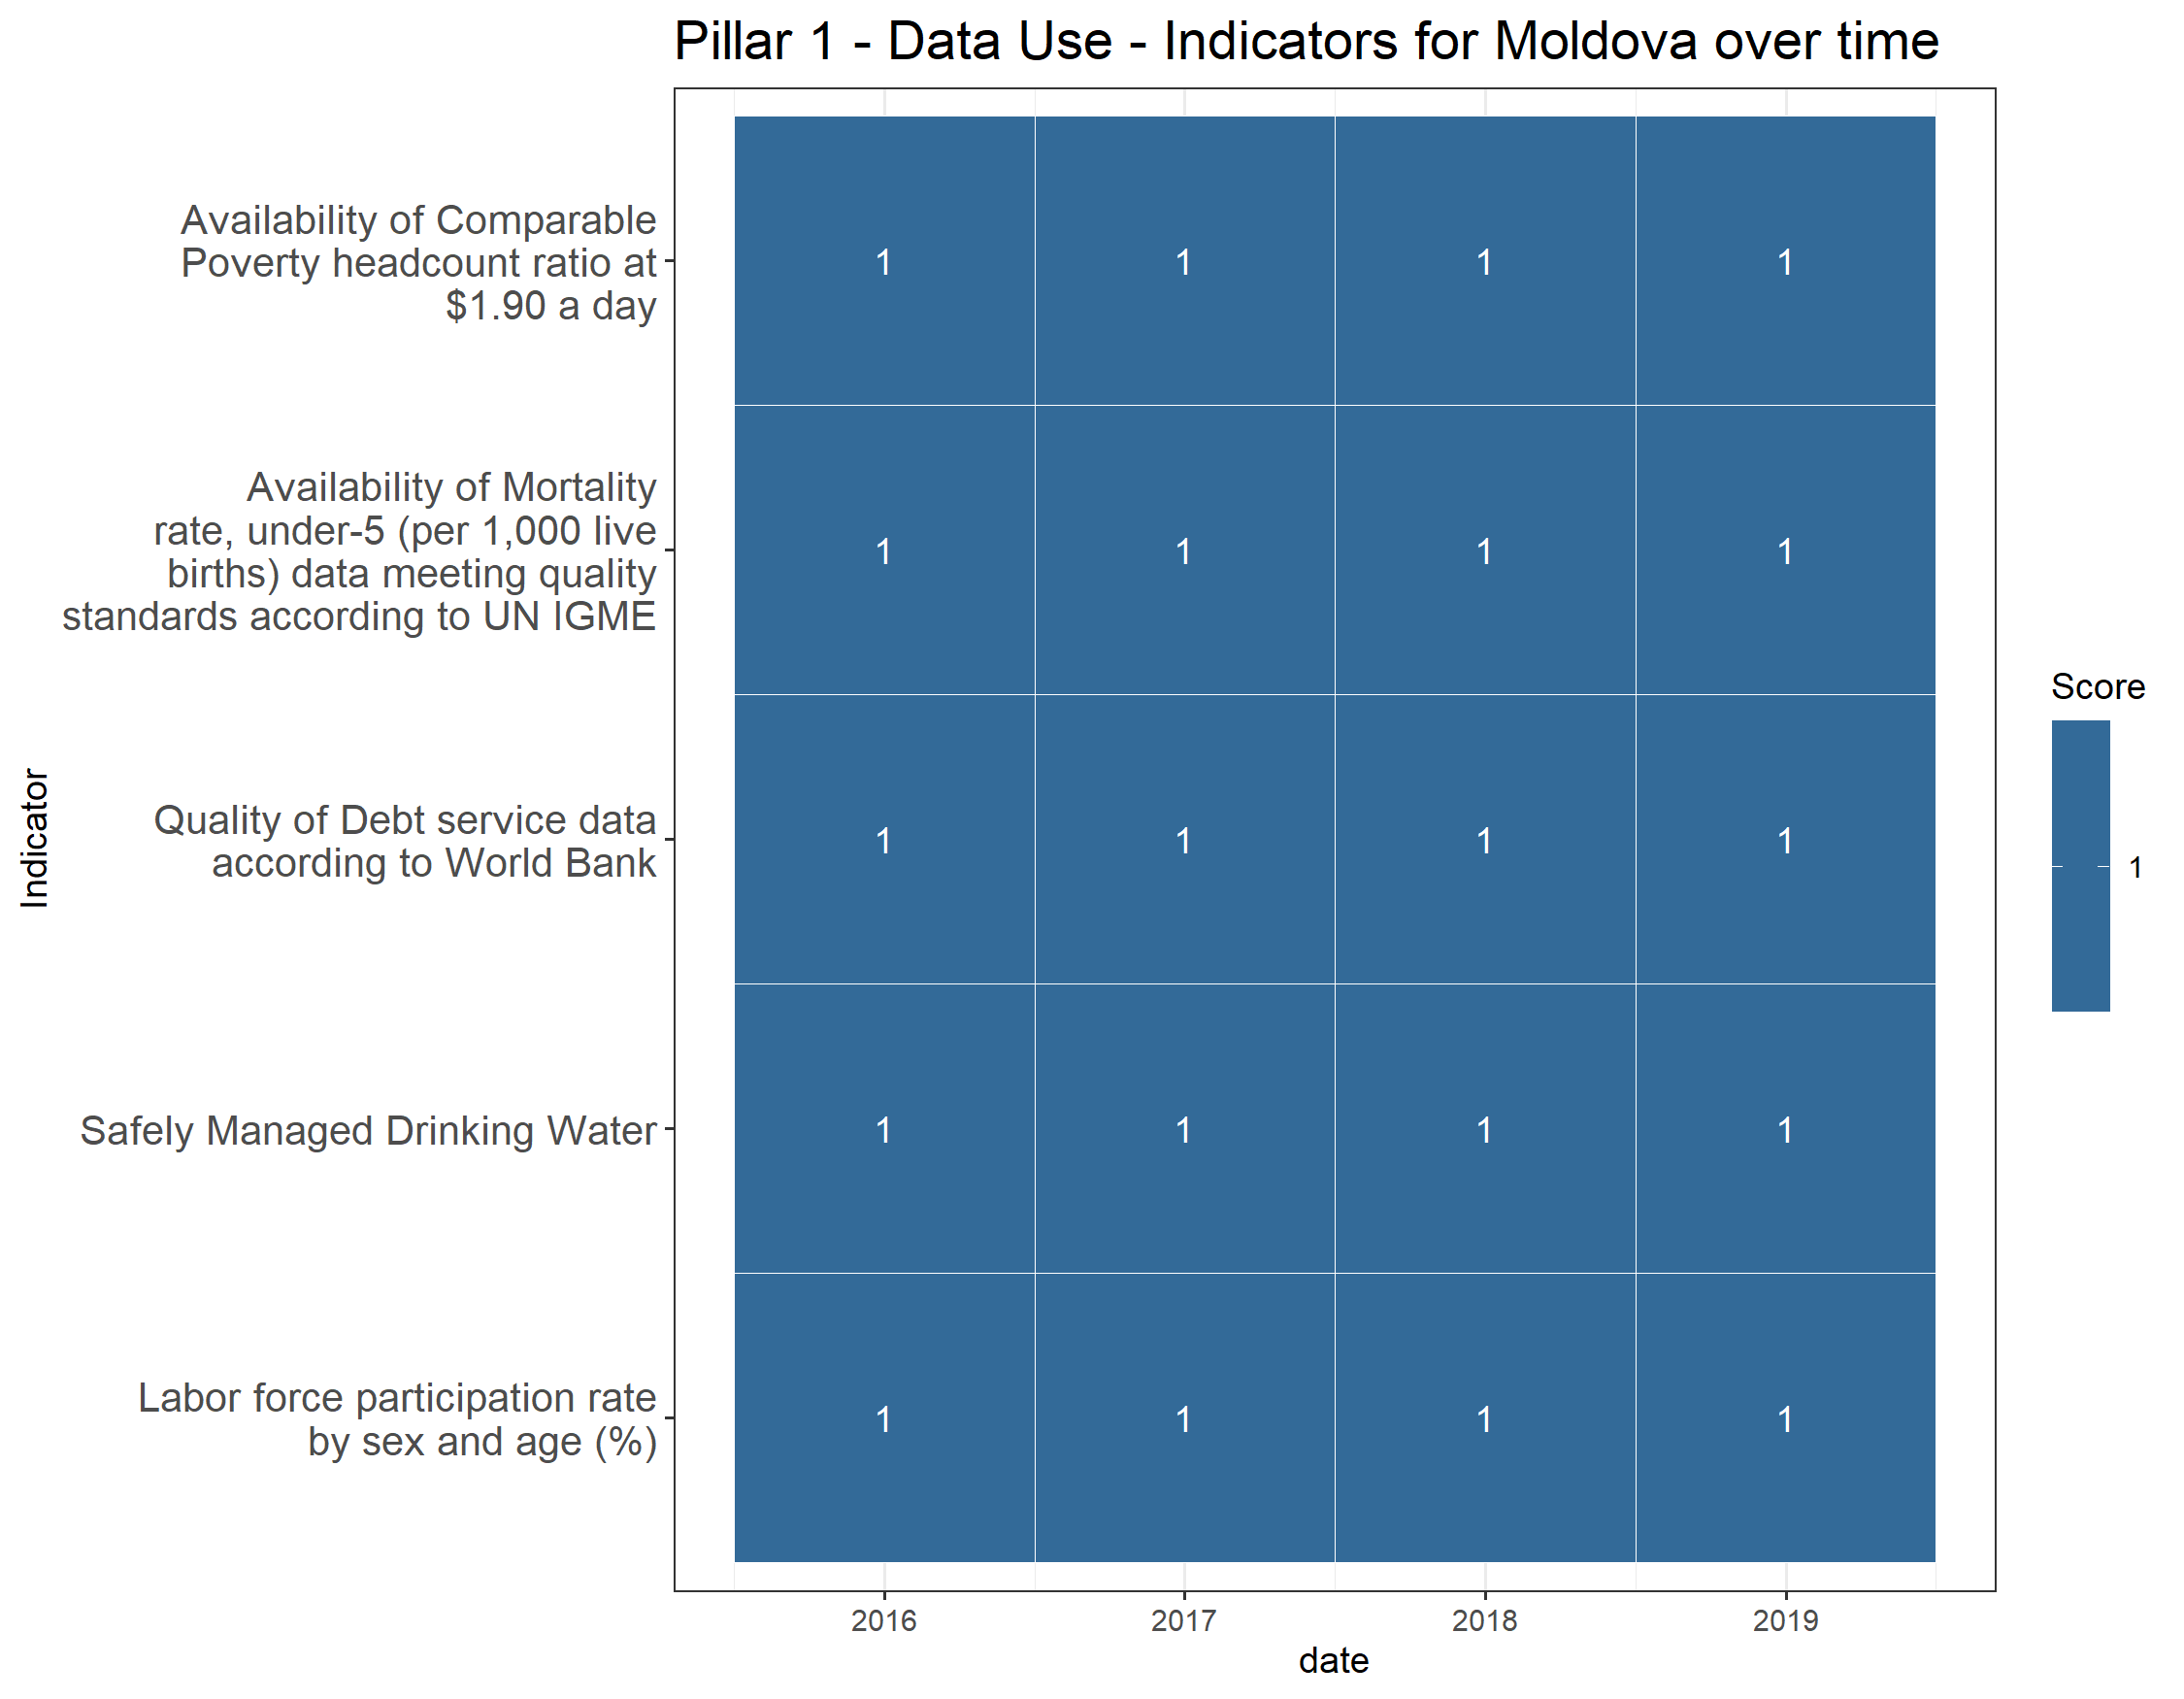 Pillar 1 - Data Use - Indicators for Moldova over time
Indicator
Availability of Comparable
Poverty headcount ratio at
$1.90 a day
1 1 1 1
Availability of Mortality
rate, under-5 (per 1,000 live
births) data meeting quality
standards according to UN IGME
1 1 1 1
Quality of Debt service data
according to World Bank
1 1 1 1
Safely Managed Drinking Water
1 1 1 1
Labor force participation rate
by sex and age (%)
1 1 1 1
2016 2017 2018 2019
date
Score
1